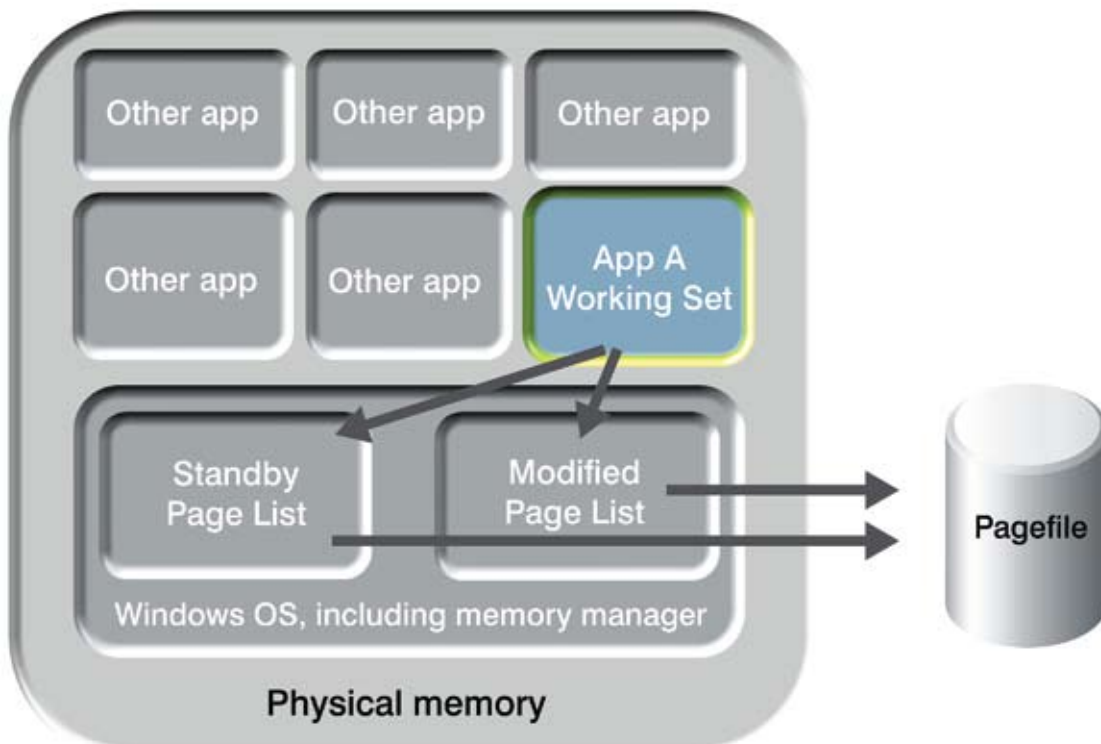 Other app
Other app
Other app
Other app
Other app
App A
Working Set
Standby
Page List
Modified
Page List
Pagefile
Windows OS, including memory manager
Physical memory